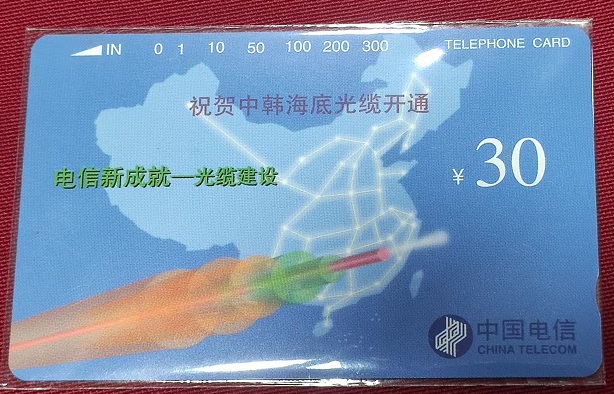 IN 0 1 10 50 100 200 300 TELEPHONE CARD
祝贺中韩海底光缆开通
电信新成就—光缆建设
¥ 30
中国电信
CHINA TELECOM